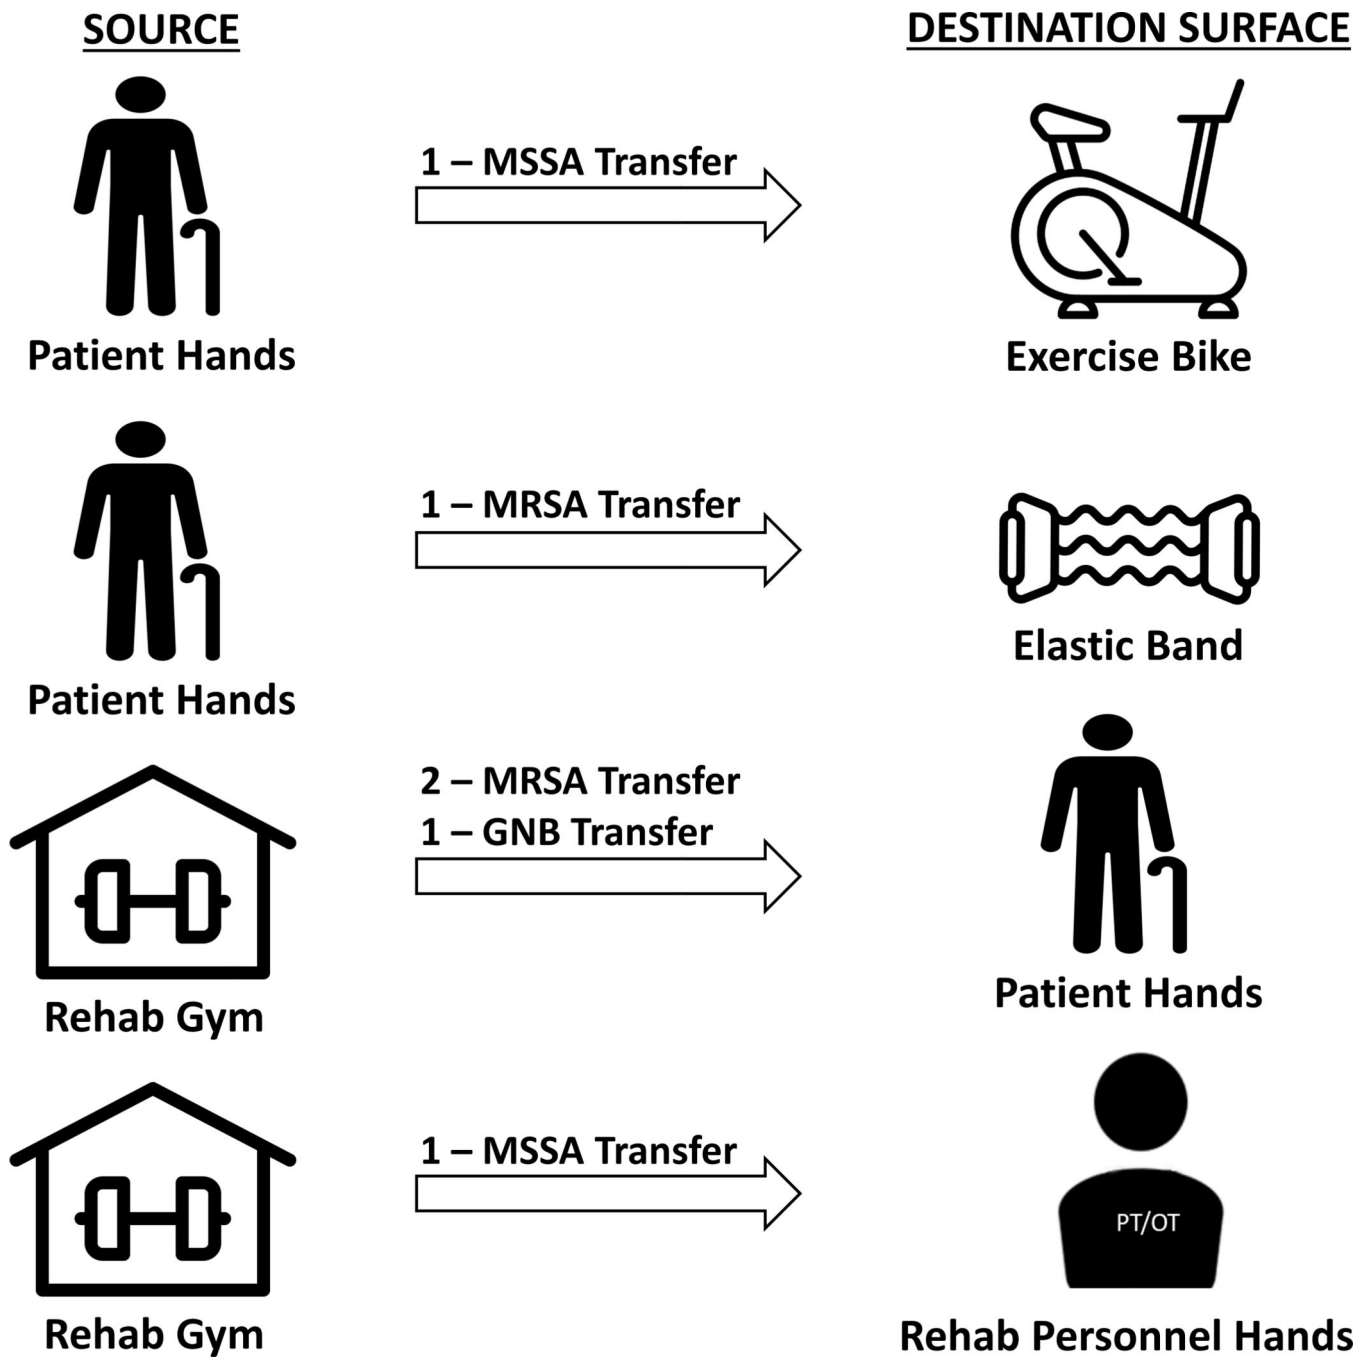 SOURCE
DESTINATION SURFACE
1 – MSSA Transfer
Patient Hands
Exercise Bike
1 – MRSA Transfer
Elastic Band
Patient Hands
2 – MRSA Transfer
1 – GNB Transfer
Patient Hands
Rehab Gym
1 – MSSA Transfer
PT/OT
Rehab Gym
Rehab Personnel Hands